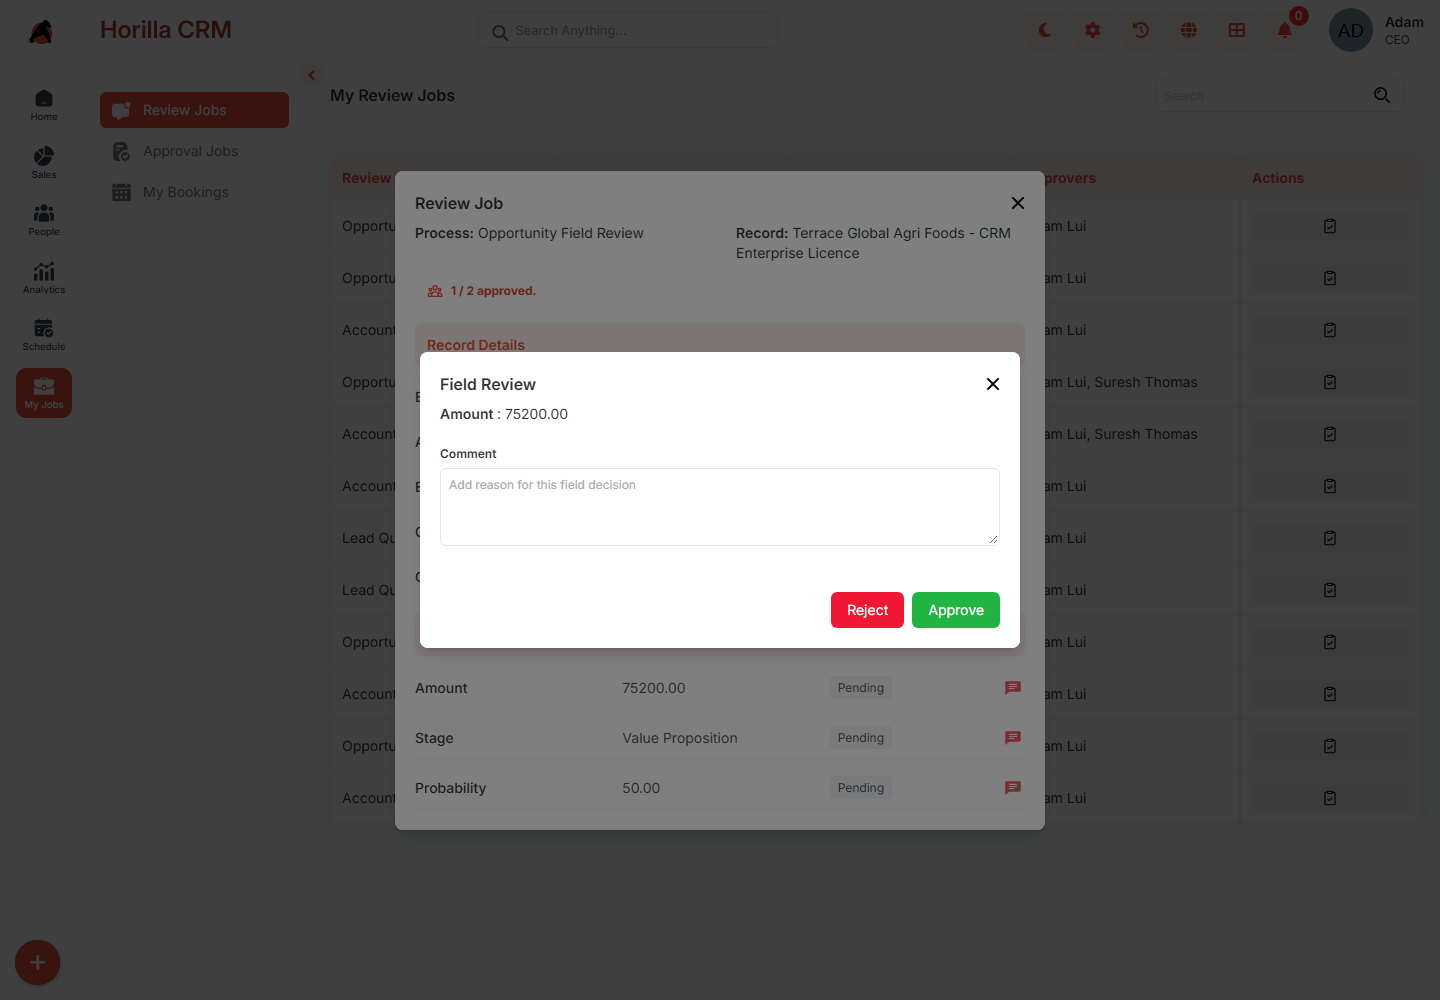 Horilla CRM
Search Anything...
0
AD
Adam
CEO
Home
Sales
People
Analytics
Schedule
My Jobs
Review Jobs
Approval Jobs
My Bookings
My Review Jobs
Search
Review
provers
Actions
Opportu
am Lui
Opportu
am Lui
Account
am Lui
Opportu
am Lui, Suresh Thomas
Account
am Lui, Suresh Thomas
Account
am Lui
Lead Qu
am Lui
Lead Qu
am Lui
Opportu
am Lui
Account
am Lui
Opportu
am Lui
Account
am Lui
Review Job
Process: Opportunity Field Review
Record: Terrace Global Agri Foods - CRM
Enterprise Licence
1 / 2 approved.
Record Details
Field Review
Amount : 75200.00
Comment
Add reason for this field decision
Reject
Approve
Amount 75200.00 Pending
Stage Value Proposition Pending
Probability 50.00 Pending